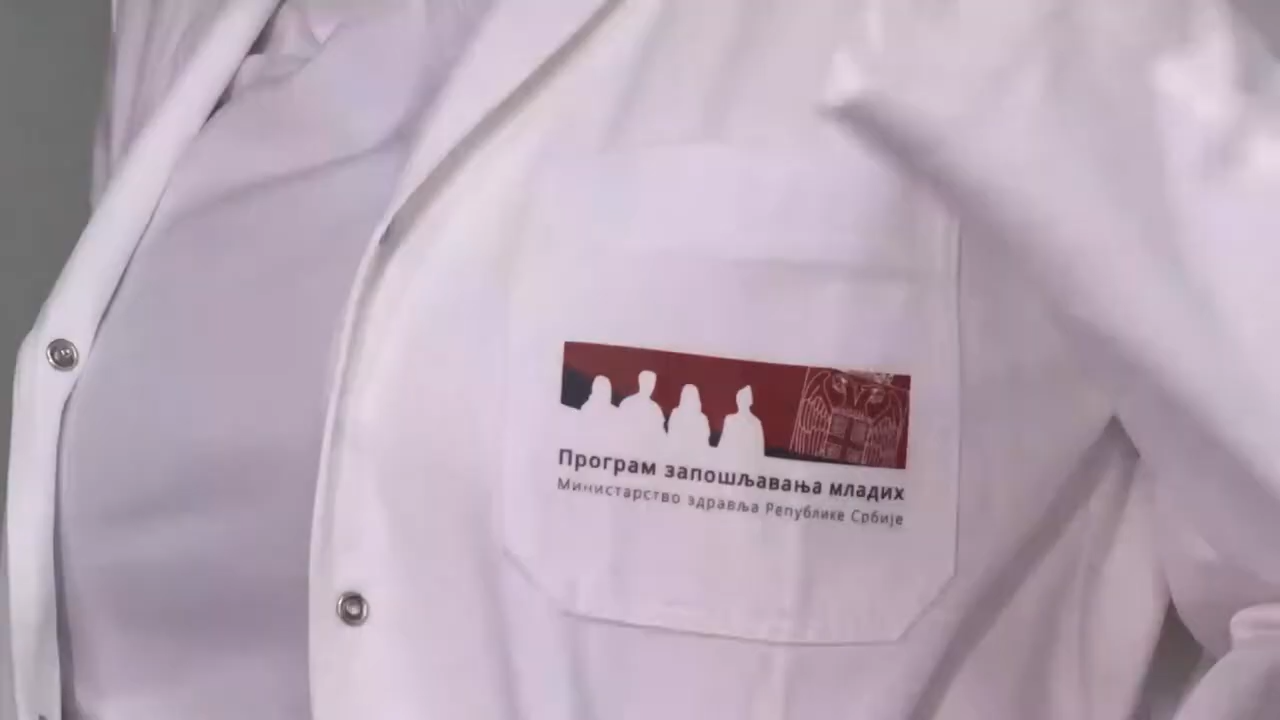 Програм запошљавања младих
Министарство здравља Републике Србије